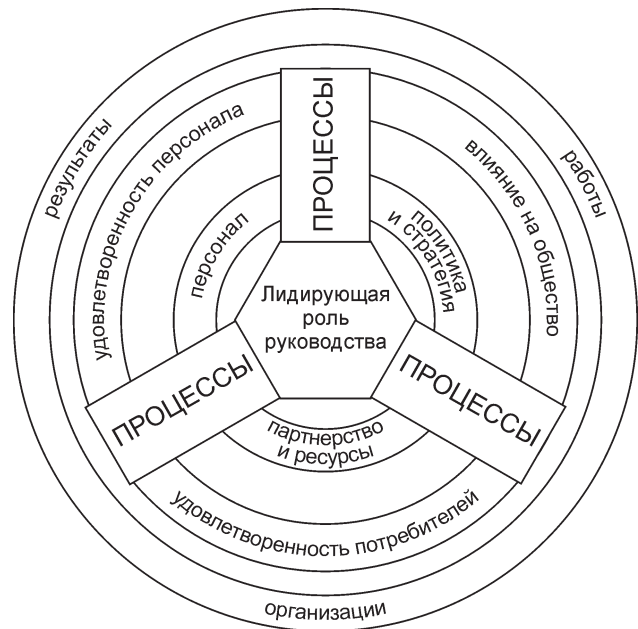 результаты
работы
организации
удовлетворенность персонала
влияние на общество
удовлетворенность потребителей
ПРОЦЕССЫ
ПРОЦЕССЫ
ПРОЦЕССЫ
персонал
политика
и стратегия
партнерство
и ресурсы
Лидирующая
роль
руководства